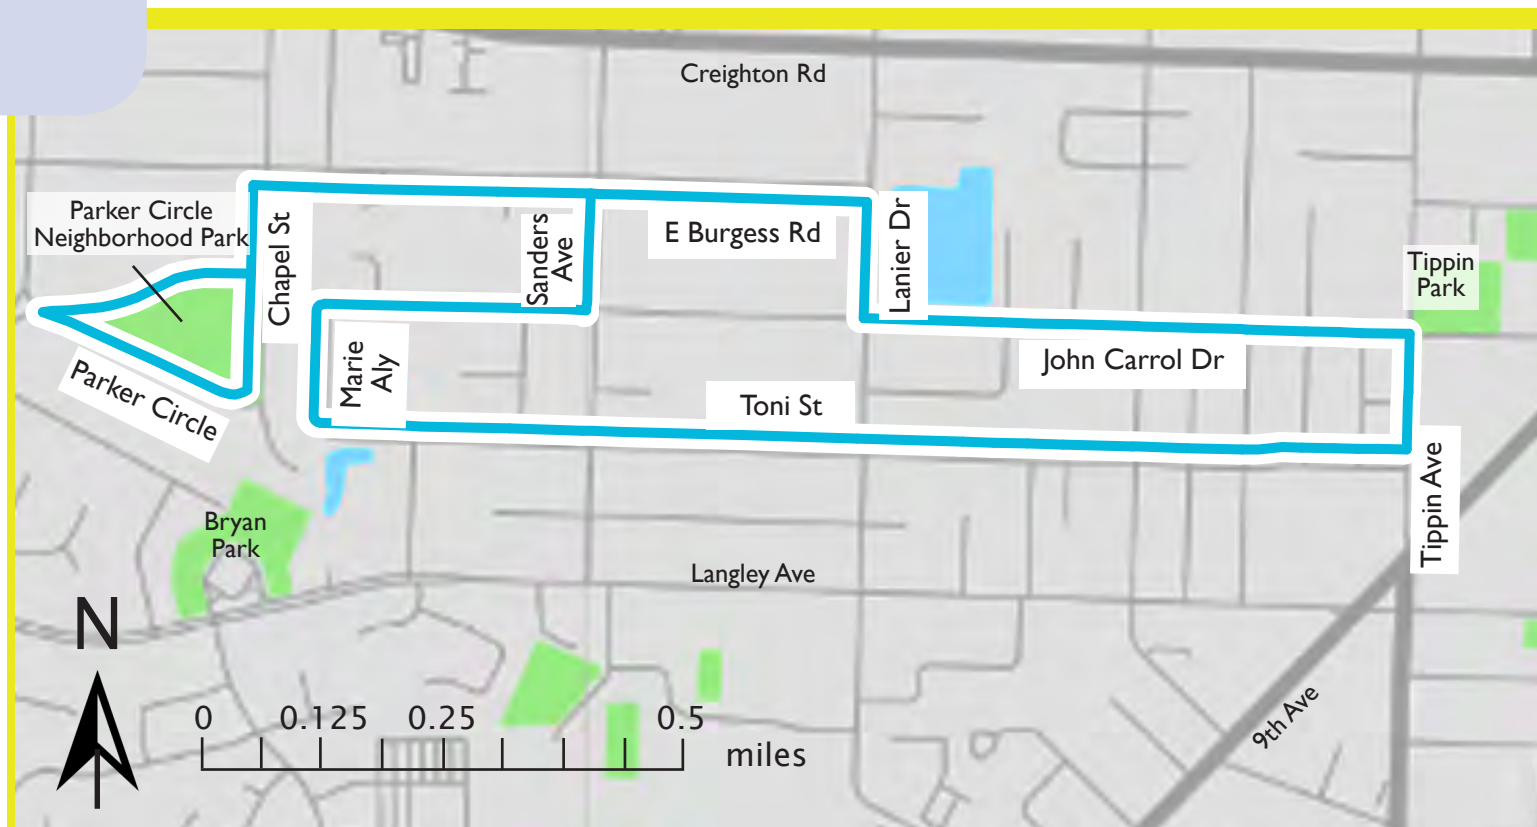 Creighton Rd
Parker Circle
Neighborhood Park
Chapel St
Sanders
Ave
E Burgess Rd
Lanier Dr
Tippin
Park
Marie
Aly
John Carrol Dr
Parker Circle
Toni St
Tippin Ave
Bryan
Park
Langley Ave
N
9th Ave
0 0.125 0.25 0.5
miles